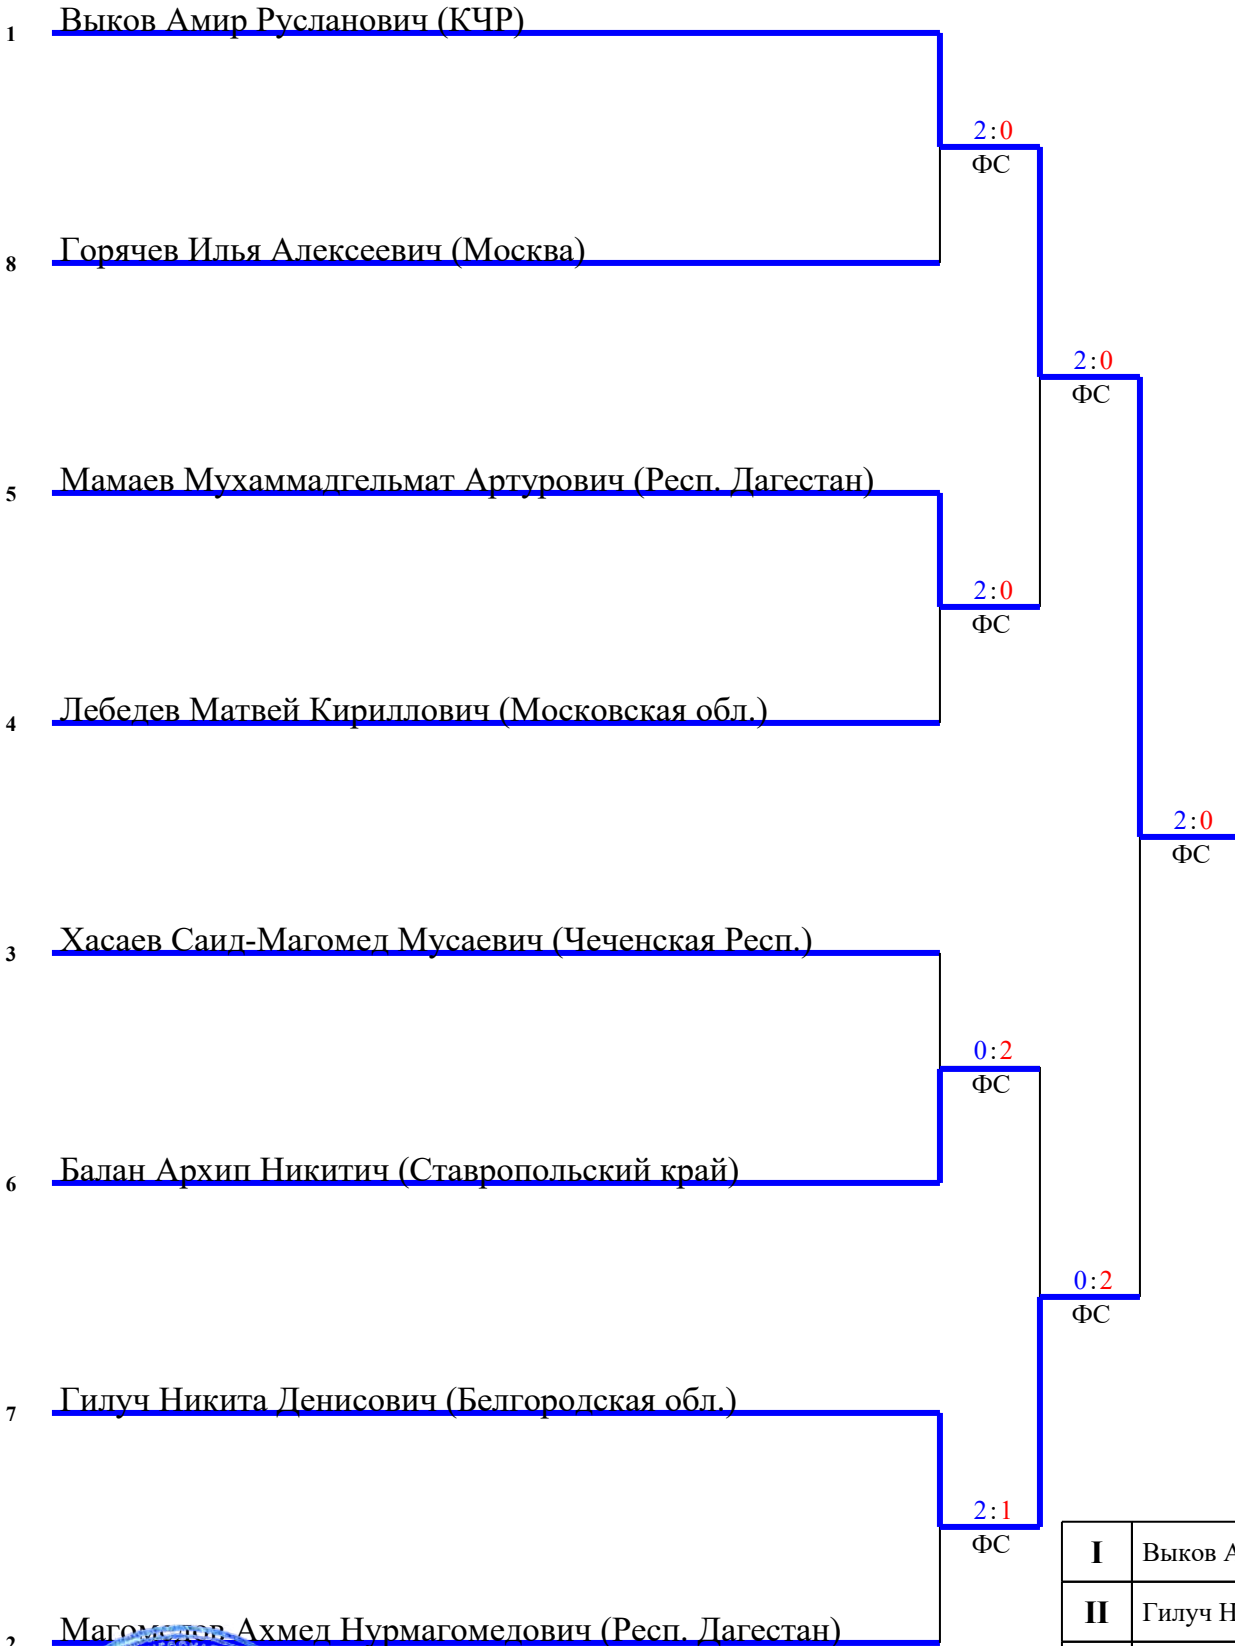 1 Выков Амир Русланович (КЧР)
2:0
ФС
8 Горячев Илья Алексеевич (Москва)
2:0
ФС
5 Мамаев Мухаммадгельмат Артурович (Респ. Дагестан)
2:0
ФС
4 Лебедев Матвей Кириллович (Московская обл.)
2:0
ФС
3 Хасаев Саид-Магомед Мусаевич (Чеченская Респ.)
0:2
ФС
6 Балан Архип Никитич (Ставропольский край)
0:2
ФС
7 Гилуч Никита Денисович (Белгородская обл.)
2:1
ФС
I Выков А
II Гилуч Н
2 Магомедов Ахмед Нурмагомедович (Респ. Дагестан)